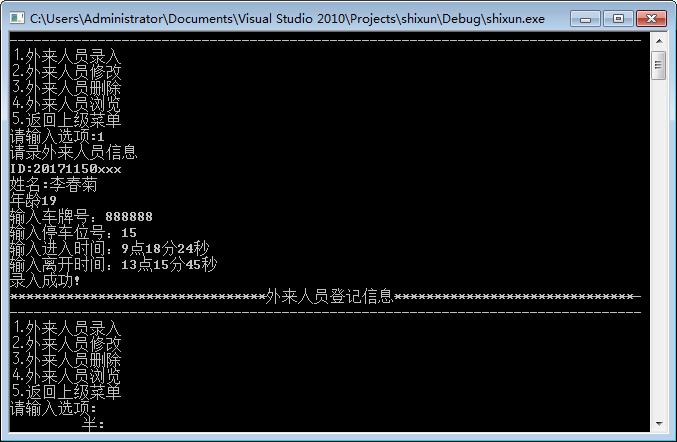 C:\Users\Administrator\Documents\Visual Studio 2010\Projects\shixun\Debug\shixun.exe
1.外来人员录入
2.外来人员修改
3.外来人员删除
4.外来人员浏览
5.返回上级菜单
请输入选项:1
请录外来人员信息
ID:20171150xxx
姓名:李春菊
年龄19
输入车牌号：888888
输入停车位号：15
输入进入时间：9点18分24秒
输入离开时间：13点15分45秒
录入成功!
********************************外来人员登记信息******************************
1.外来人员录入
2.外来人员修改
3.外来人员删除
4.外来人员浏览
5.返回上级菜单
请输入选项:
半: